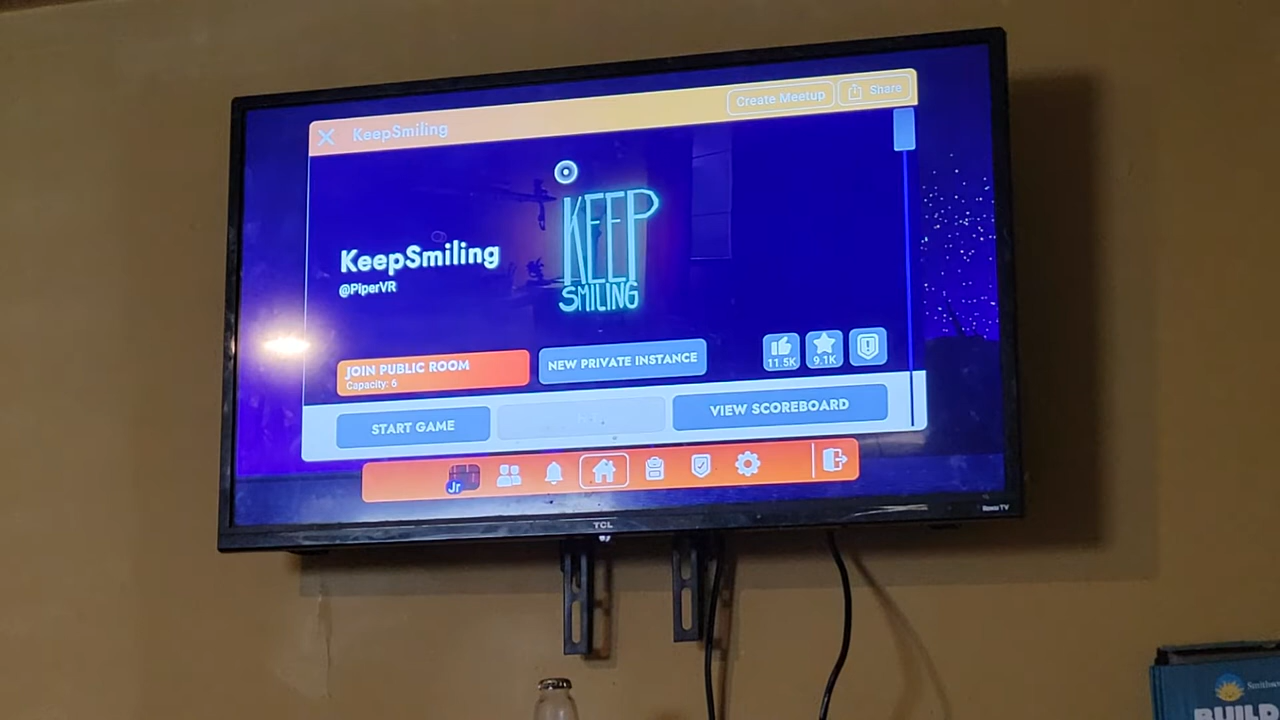 Create Meetup
Share
KeepSmiling
KEEP
SMILING
KeepSmiling
@PiperVR
JOIN PUBLIC ROOM
Capacity: 6
NEW PRIVATE INSTANCE
11.5K
9.1K
START GAME
VIEW SCOREBOARD
Jr
TCL
Roku TV
Smithso
BUILD